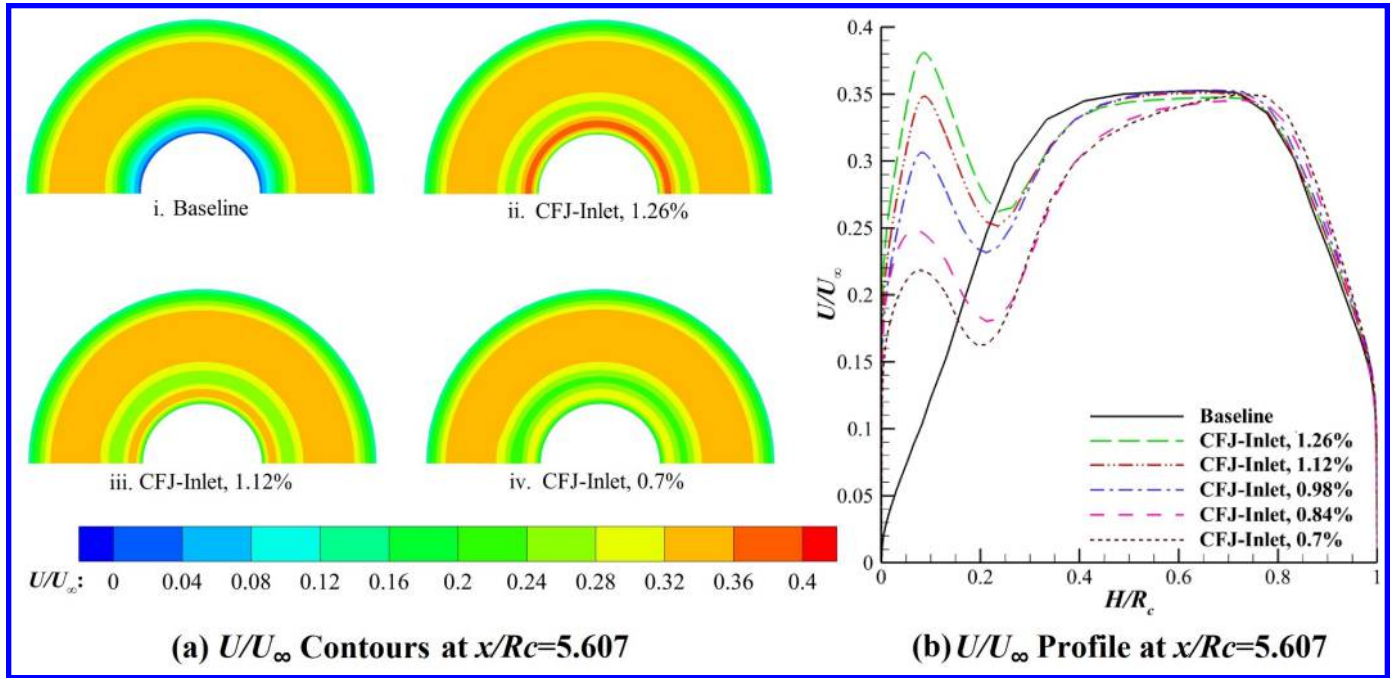 i. Baseline
ii. CFJ-Inlet, 1.26%
iii. CFJ-Inlet, 1.12%
iv. CFJ-Inlet, 0.7%
U/U∞: 0 0.04 0.08 0.12 0.16 0.2 0.24 0.28 0.32 0.36 0.4
(a) U/U∞ Contours at x/Rc=5.607
0.4
0.35
0.3
0.25
0.2
0.15
0.1
0.05
0
U/U∞
Baseline
CFJ-Inlet, 1.26%
CFJ-Inlet, 1.12%
CFJ-Inlet, 0.98%
CFJ-Inlet, 0.84%
CFJ-Inlet, 0.7%
0 0.2 0.4 0.6 0.8 1
H/Rc
(b) U/U∞ Profile at x/Rc=5.607